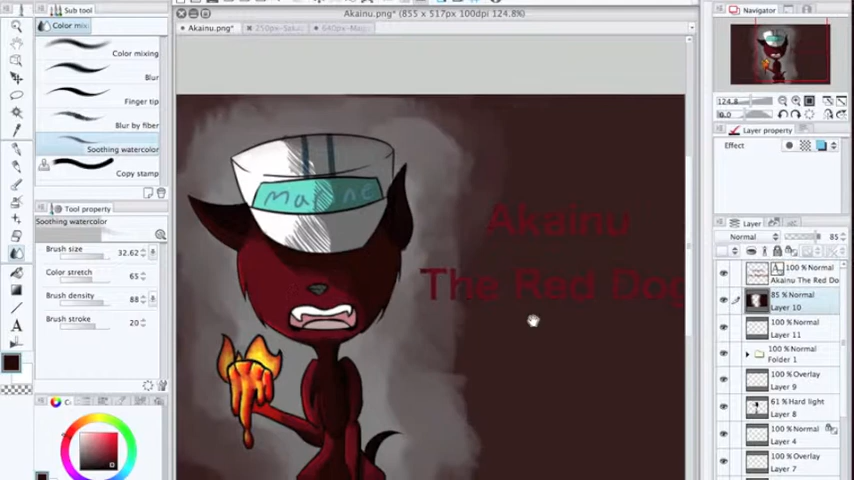 Sub tool
Akainu.png* (855 x 517px 100dpi 124.8%)
Navigator
Akainu.png*
Color mixing
Blur
Finger tip
Blur by fiber
Soothing watercolor
Copy stamp
Tool property
Soothing watercolor
Brush size
32.62
Color stretch
65
Brush density
88
Brush stroke
20
Akainu
The Red Dog
124.8
0.0
Layer property
Effect
Layer
Normal
85
100 % Normal
Akainu The Red Do
85 % Normal
Layer 10
100 % Normal
Layer 11
100 % Normal
Folder 1
100 % Overlay
Layer 9
61 % Hard light
Layer 8
100 % Normal
Layer 4
100 % Overlay
Layer 7